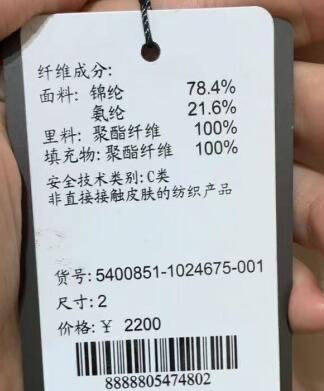 纤维成分:
面料: 锦纶 78.4%
氨纶 21.6%
里料: 聚酯纤维 100%
填充物: 聚酯纤维 100%
安全技术类别: C类
非直接接触皮肤的纺织产品
货号: 5400851-1024675-001
尺寸: 2
价格: ¥ 2200
8888805474802